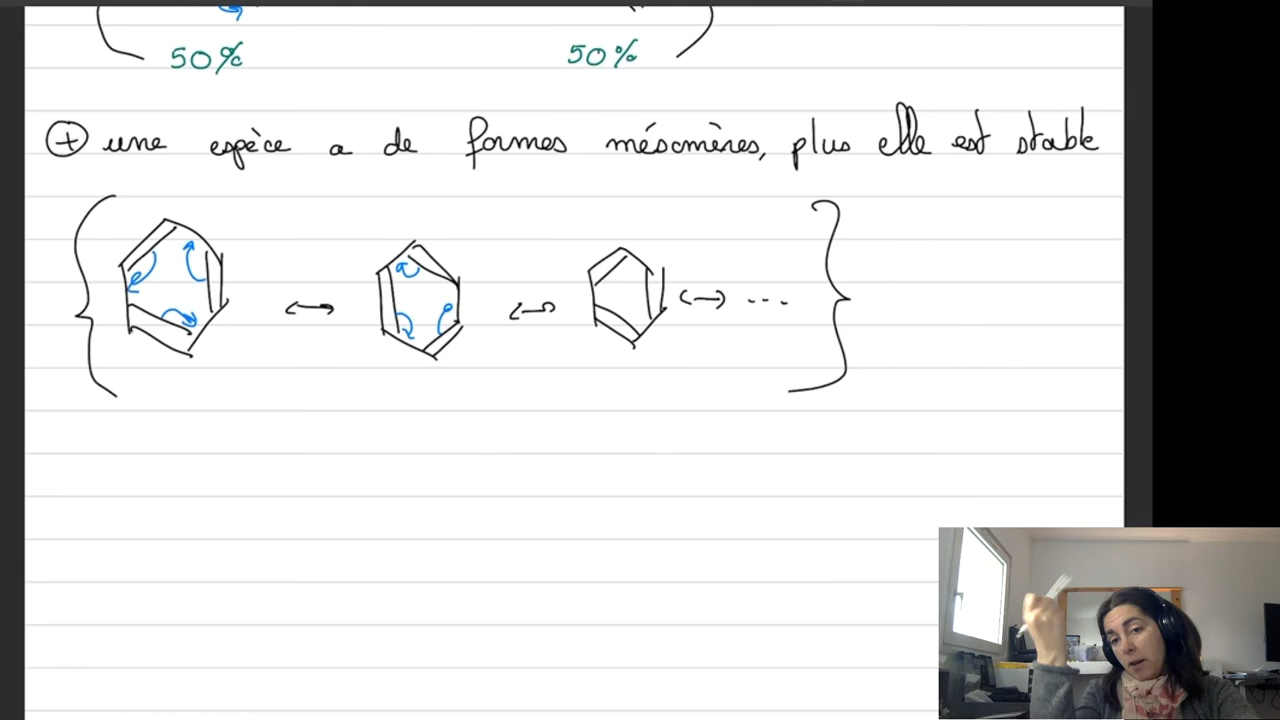 50% 50%
⊕ une espèce a de formes mésomères, plus elle est stable
{ ↔ ↔ ↔ ... }